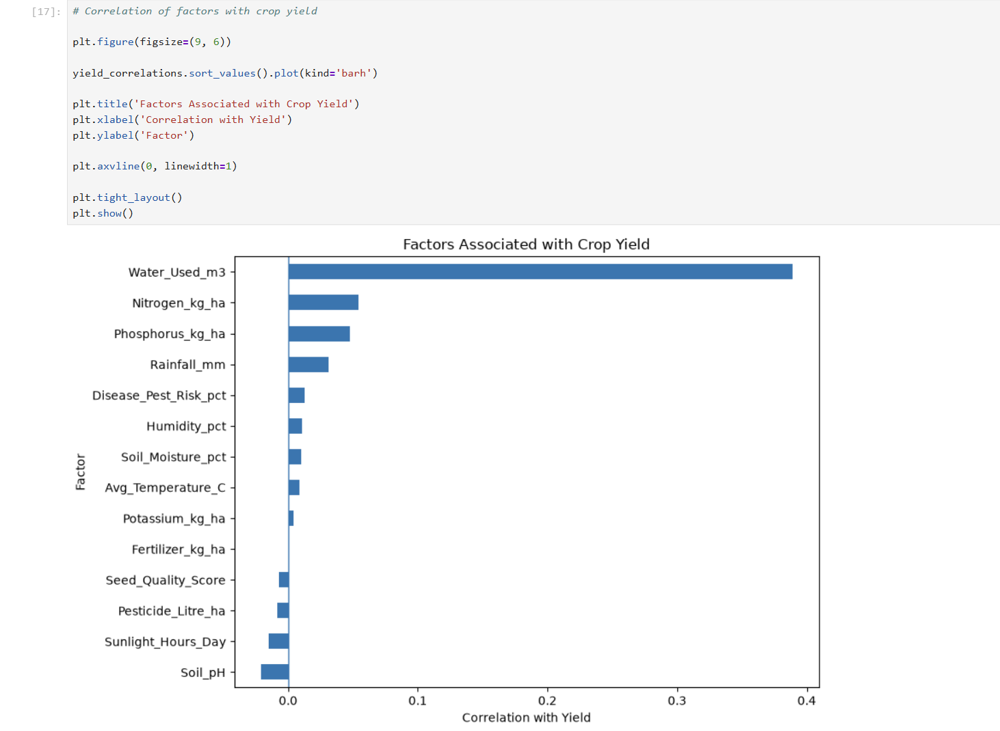 [17]:
# Correlation of factors with crop yield
plt.figure(figsize=(9, 6))
yield_correlations.sort_values().plot(kind='barh')
plt.title('Factors Associated with Crop Yield')
plt.xlabel('Correlation with Yield')
plt.ylabel('Factor')
plt.axvline(0, linewidth=1)
plt.tight_layout()
plt.show()
Factors Associated with Crop Yield
Water_Used_m3
Nitrogen_kg_ha
Phosphorus_kg_ha
Rainfall_mm
Disease_Pest_Risk_pct
Humidity_pct
Soil_Moisture_pct
Avg_Temperature_C
Potassium_kg_ha
Fertilizer_kg_ha
Seed_Quality_Score
Pesticide_Litre_ha
Sunlight_Hours_Day
Soil_pH
Factor
0.0 0.1 0.2 0.3 0.4
Correlation with Yield